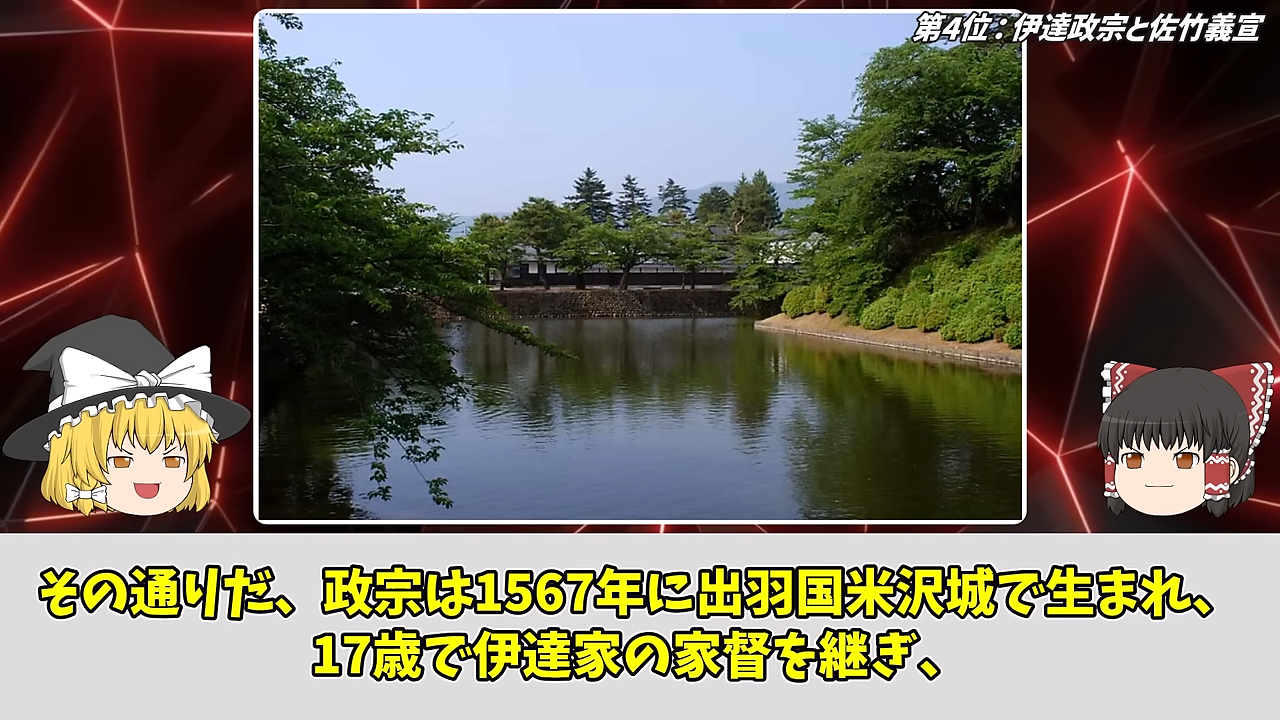 第4位：伊達政宗と佐竹義宣
その通りだ、政宗は1567年に出羽国米沢城で生まれ、
17歳で伊達家の家督を継ぎ、